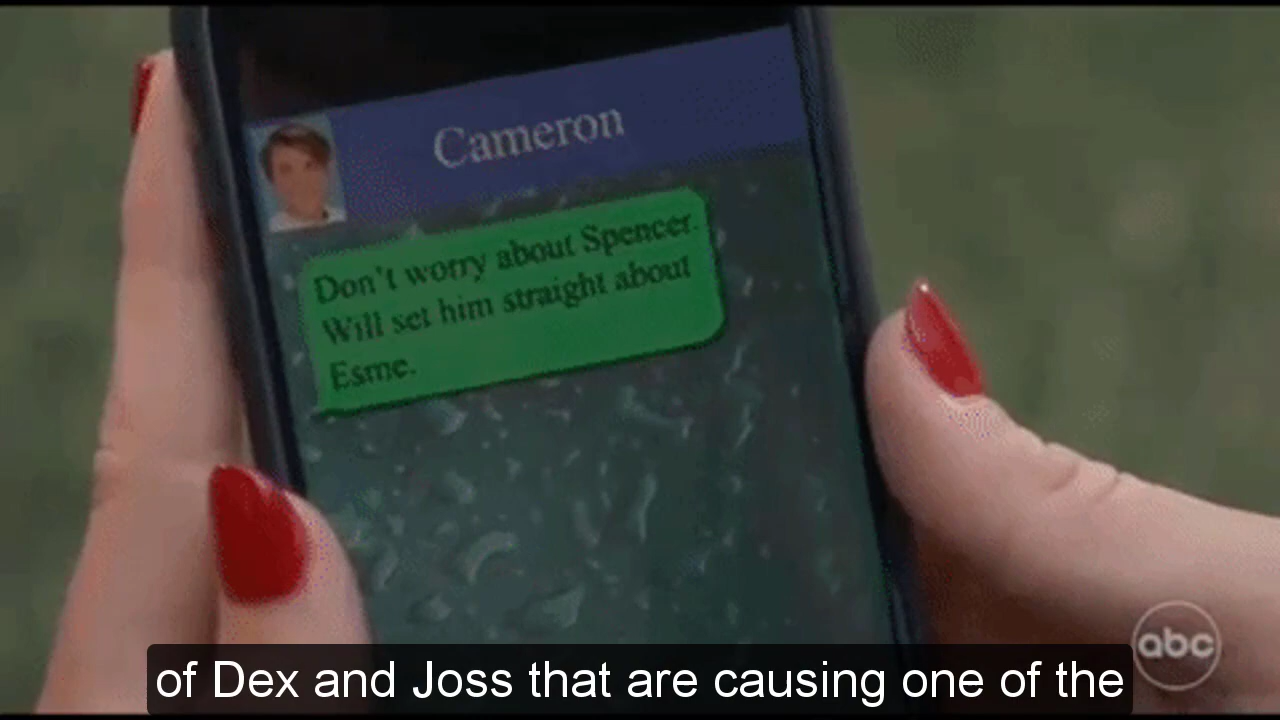 Cameron
Don't worry about Spencer.
Will set him straight about
Esme.
abc
of Dex and Joss that are causing one of the